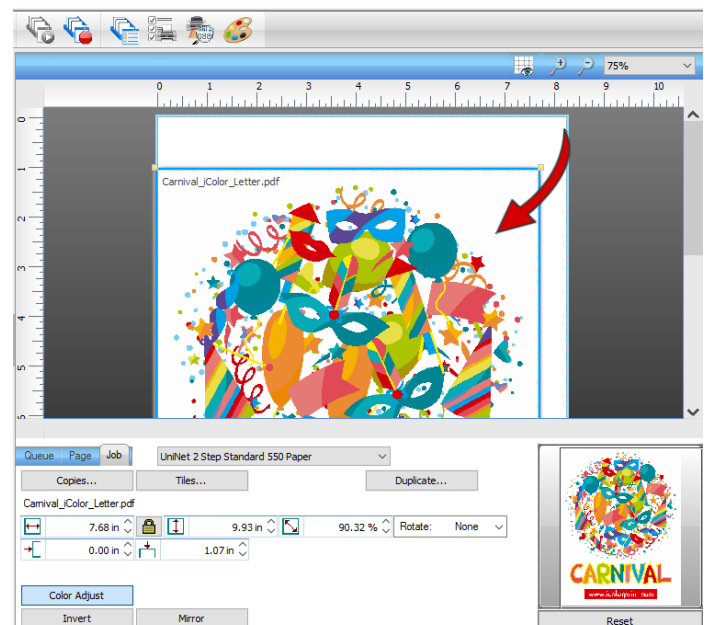 75%
0 1 2 3 4 5 6 7 8 9 10
0
1
2
3
4
5
6
Carnival_iColor_Letter.pdf
Queue Page Job UniNet 2 Step Standard 550 Paper
Copies... Tiles... Duplicate...
Carnival_iColor_Letter.pdf
7.68 in 9.93 in 90.32 % Rotate: None
0.00 in 1.07 in
Color Adjust
Invert Mirror
CARNIVAL
Reset